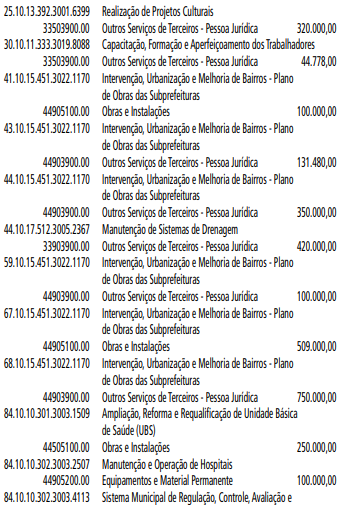 25.10.13.392.3001.6399 Realização de Projetos Culturais
33503900.00 Outros Serviços de Terceiros - Pessoa Jurídica 320.000,00
30.10.11.333.3019.8088 Capacitação, Formação e Aperfeiçoamento dos Trabalhadores
33503900.00 Outros Serviços de Terceiros - Pessoa Jurídica 44.778,00
41.10.15.451.3022.1170 Intervenção, Urbanização e Melhoria de Bairros - Plano
de Obras das Subprefeituras
44905100.00 Obras e Instalações 100.000,00
43.10.15.451.3022.1170 Intervenção, Urbanização e Melhoria de Bairros - Plano
de Obras das Subprefeituras
44903900.00 Outros Serviços de Terceiros - Pessoa Jurídica 131.480,00
44.10.15.451.3022.1170 Intervenção, Urbanização e Melhoria de Bairros - Plano
de Obras das Subprefeituras
44903900.00 Outros Serviços de Terceiros - Pessoa Jurídica 350.000,00
44.10.17.512.3005.2367 Manutenção de Sistemas de Drenagem
33903900.00 Outros Serviços de Terceiros - Pessoa Jurídica 420.000,00
59.10.15.451.3022.1170 Intervenção, Urbanização e Melhoria de Bairros - Plano
de Obras das Subprefeituras
44903900.00 Outros Serviços de Terceiros - Pessoa Jurídica 100.000,00
67.10.15.451.3022.1170 Intervenção, Urbanização e Melhoria de Bairros - Plano
de Obras das Subprefeituras
44905100.00 Obras e Instalações 509.000,00
68.10.15.451.3022.1170 Intervenção, Urbanização e Melhoria de Bairros - Plano
de Obras das Subprefeituras
44903900.00 Outros Serviços de Terceiros - Pessoa Jurídica 750.000,00
84.10.10.301.3003.1509 Ampliação, Reforma e Requalificação de Unidade Básica
de Saúde (UBS)
44505100.00 Obras e Instalações 250.000,00
84.10.10.302.3003.2507 Manutenção e Operação de Hospitais
44905200.00 Equipamentos e Material Permanente 100.000,00
84.10.10.302.3003.4113 Sistema Municipal de Regulação, Controle, Avaliação e